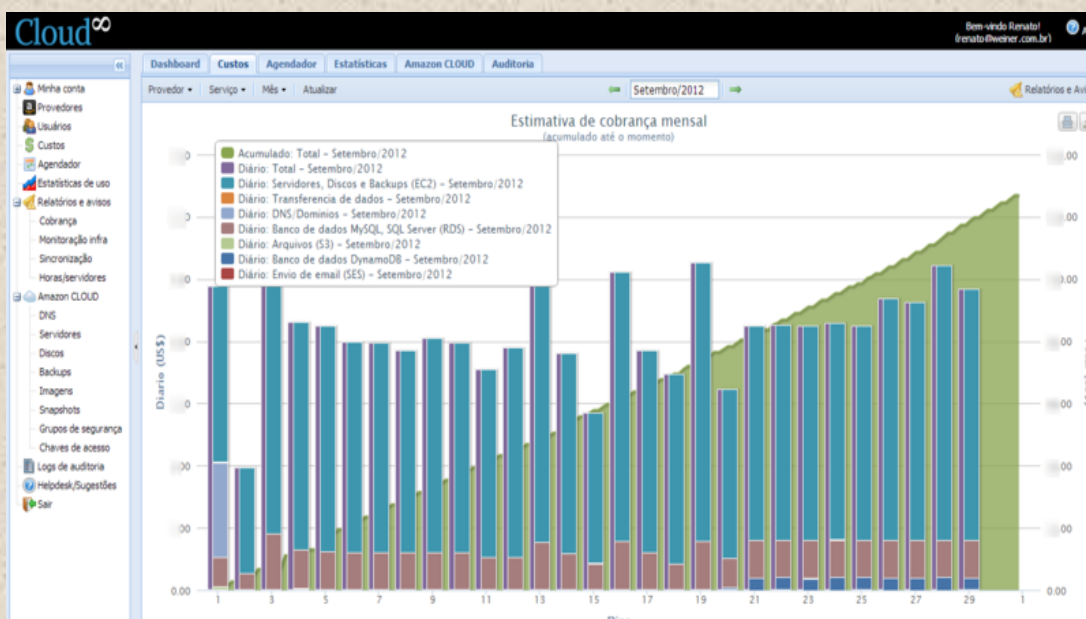 Cloud∞
Bem-vindo Renato!
(renato@weiner.com.br)
Dashboard Custos Agendador Estatísticas Amazon CLOUD Auditoria
Provedor Serviço Mês Atualizar
Setembro/2012
Relatórios e Avi
Minha conta
Provedores
Usuários
Custos
Agendador
Estatísticas de uso
Relatórios e avisos
Cobrança
Monitoração infra
Sincronização
Horas/servidores
Amazon CLOUD
DNS
Servidores
Discos
Backups
Imagens
Snapshots
Grupos de segurança
Chaves de acesso
Logs de auditoria
Helpdesk/Sugestões
Sair
Estimativa de cobrança mensal
(acumulado até o momento)
Acumulado: Total - Setembro/2012
Diário: Total - Setembro/2012
Diário: Servidores, Discos e Backups (EC2) - Setembro/2012
Diário: Transferencia de dados - Setembro/2012
Diário: DNS/Dominios - Setembro/2012
Diário: Banco de dados MySQL, SQL Server (RDS) - Setembro/2012
Diário: Arquivos (S3) - Setembro/2012
Diário: Banco de dados DynamoDB - Setembro/2012
Diário: Envio de email (SES) - Setembro/2012
Diario (US$)
0.00
0.00
1 3 5 7 9 11 13 15 17 19 21 23 25 27 29 1